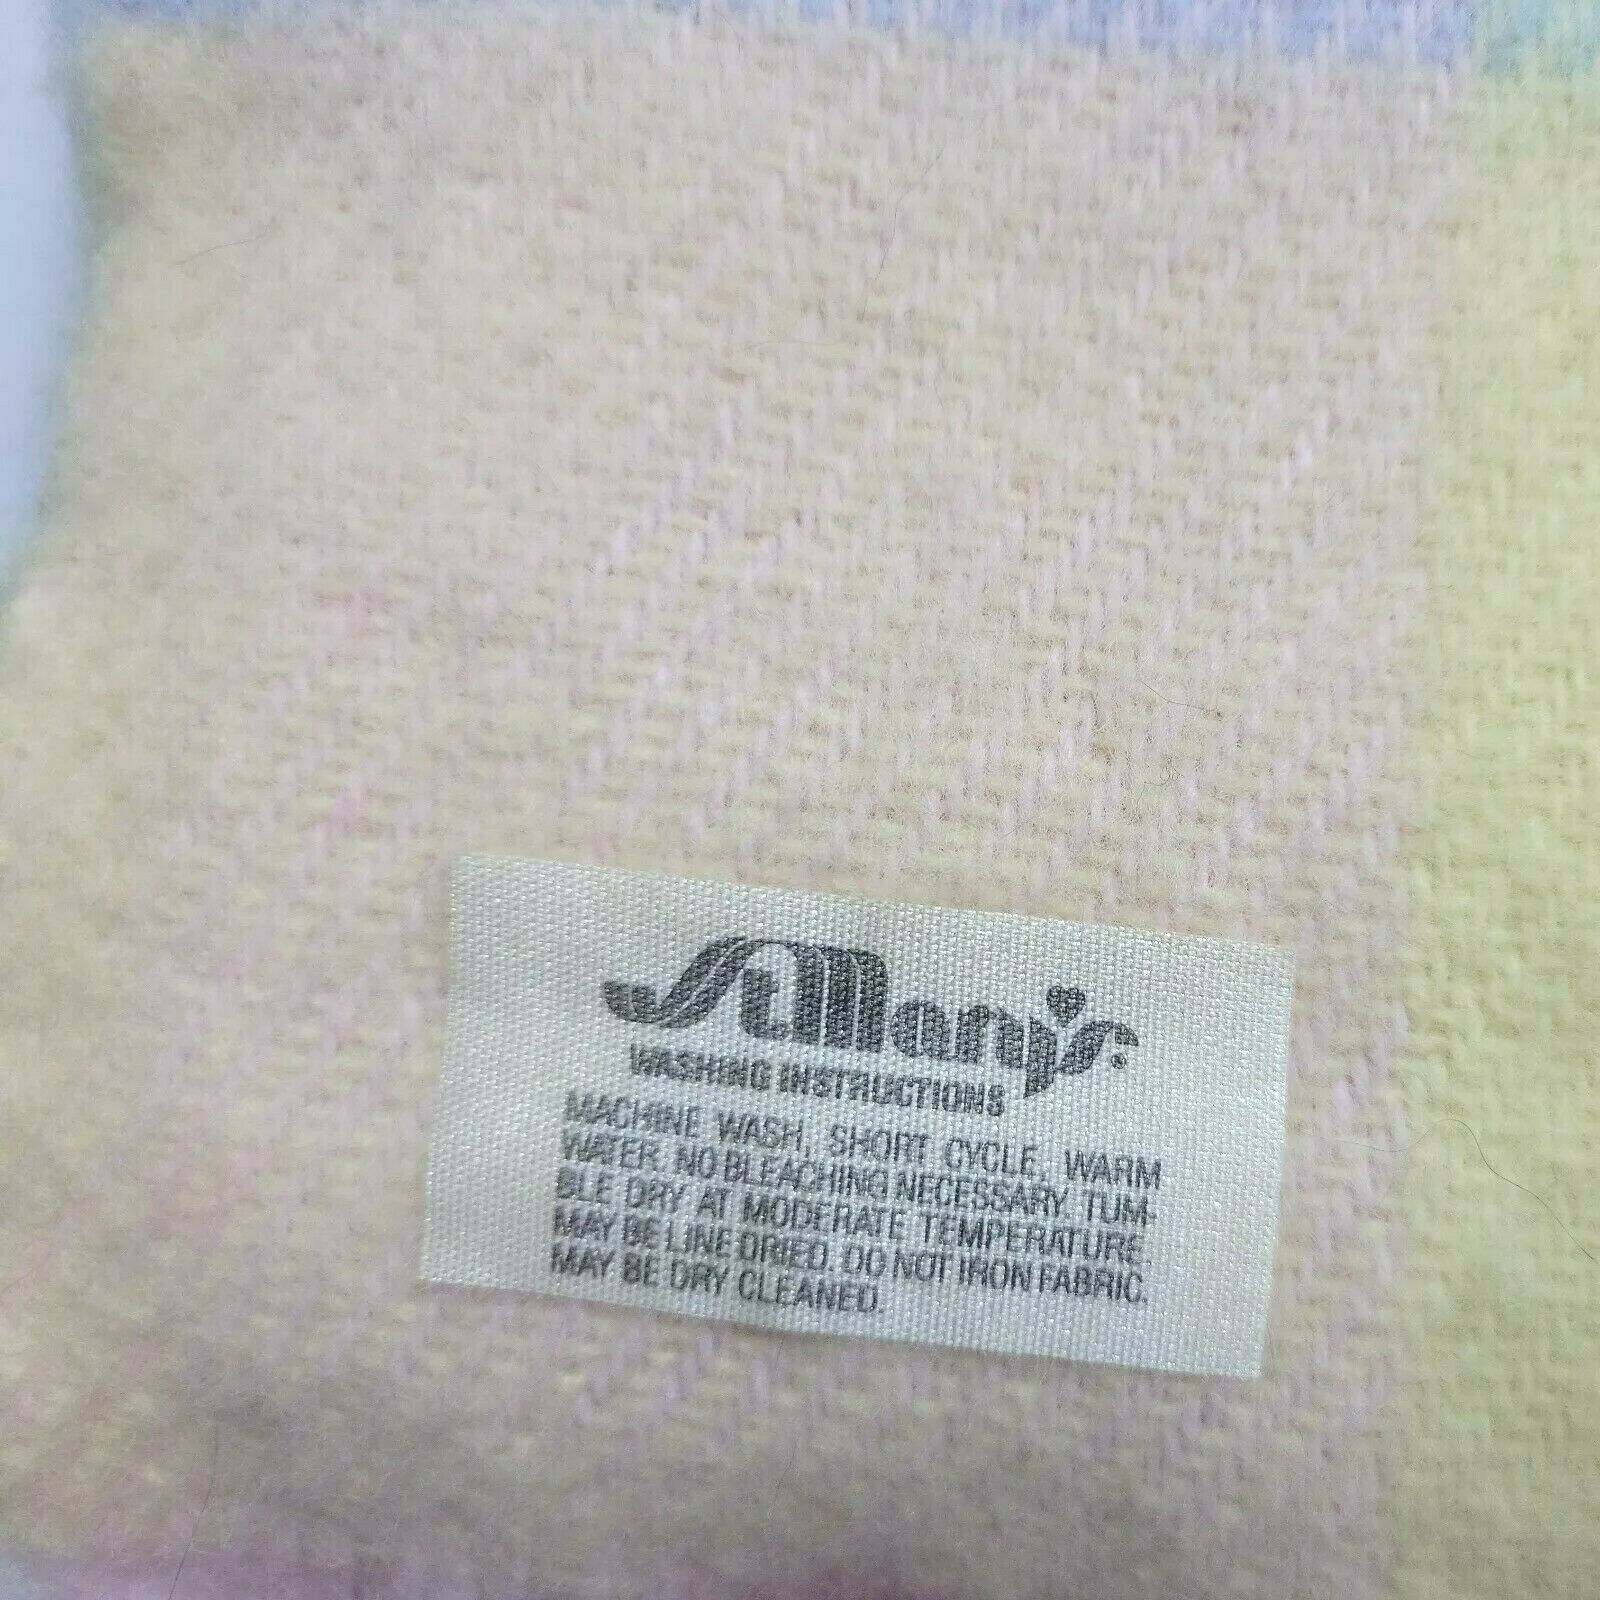 St. Mary's
WASHING INSTRUCTIONS
MACHINE WASH, SHORT CYCLE, WARM
WATER. NO BLEACHING NECESSARY. TUM-
BLE DRY AT MODERATE TEMPERATURE.
MAY BE LINE DRIED. DO NOT IRON FABRIC.
MAY BE DRY CLEANED.